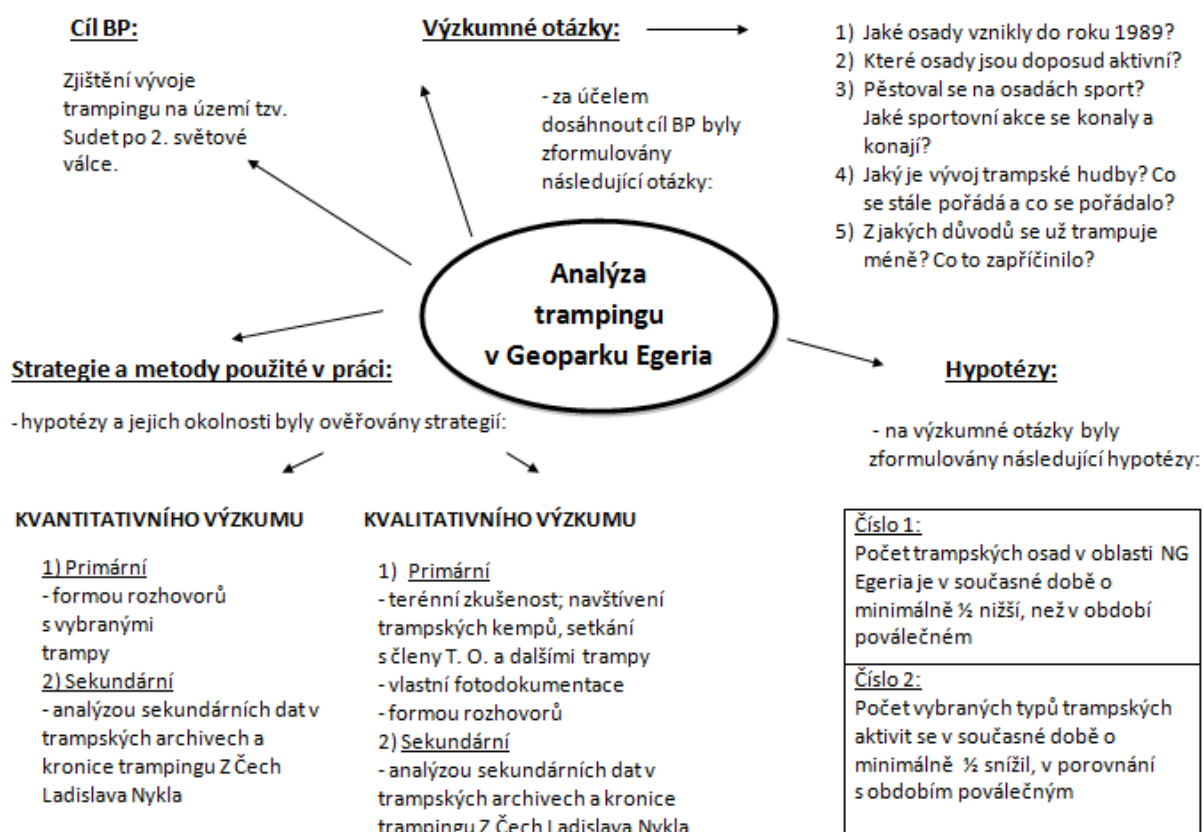 Cíl BP:
Zjištění vývoje
trampingu na území tzv.
Sudet po 2. světové
válce.
Výzkumné otázky:
- za účelem
dosáhnout cíl BP byly
zformulovány
následující otázky:
1) Jaké osady vznikly do roku 1989?
2) Které osady jsou doposud aktivní?
3) Pěstoval se na osadách sport?
Jaké sportovní akce se konaly a
konají?
4) Jaký je vývoj trampské hudby? Co
se stále pořádá a co se pořádalo?
5) Z jakých důvodů se už trampuje
méně? Co to zapříčinilo?
Analýza
trampingu
v Geoparku Egeria
Strategie a metody použité v práci:
- hypotézy a jejich okolnosti byly ověřovány strategií:
KVANTITATIVNÍHO VÝZKUMU
1) Primární
- formou rozhovorů
s vybranými
trampy
2) Sekundární
- analýzou sekundárních dat v
trampských archivech a
kronice trampingu Z Čech
Ladislava Nykla
KVALITATIVNÍHO VÝZKUMU
1) Primární
- terénní zkušenost; navštívení
trampských kempů, setkání
s členy T. O. a dalšími trampy
- vlastní fotodokumentace
- formou rozhovorů
2) Sekundární
- analýzou sekundárních dat v
trampských archivech a kronice
trampingu Z Čech Ladislava Nykla
Hypotézy:
- na výzkumné otázky byly
zformulovány následující hypotézy:
Číslo 1:
Počet trampských osad v oblasti NG
Egeria je v současné době o
minimálně ½ nižší, než v období
poválečném
Číslo 2:
Počet vybraných typů trampských
aktivit se v současné době o
minimálně ½ snížil, v porovnání
s obdobím poválečným